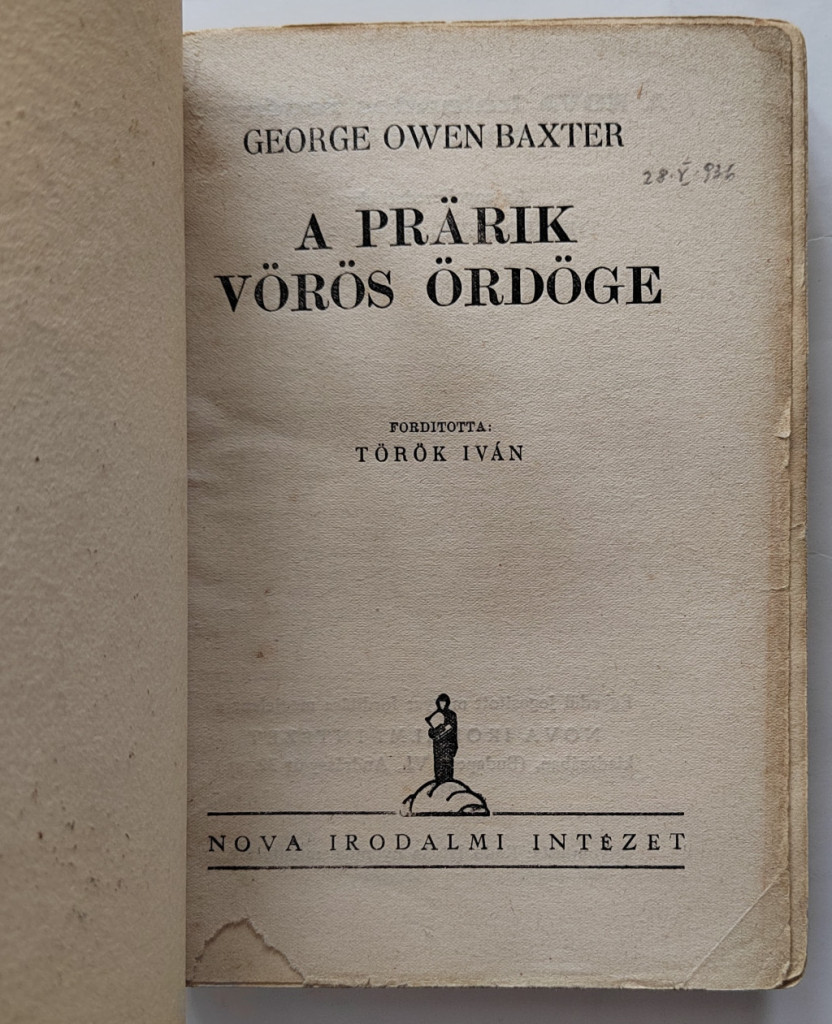 GEORGE OWEN BAXTER
28.V.936
A PRÄRIK
VÖRÖS ÖRDÖGE
FORDITOTTA:
TÖRÖK IVÁN
NOVA IRODALMI INTÉZET